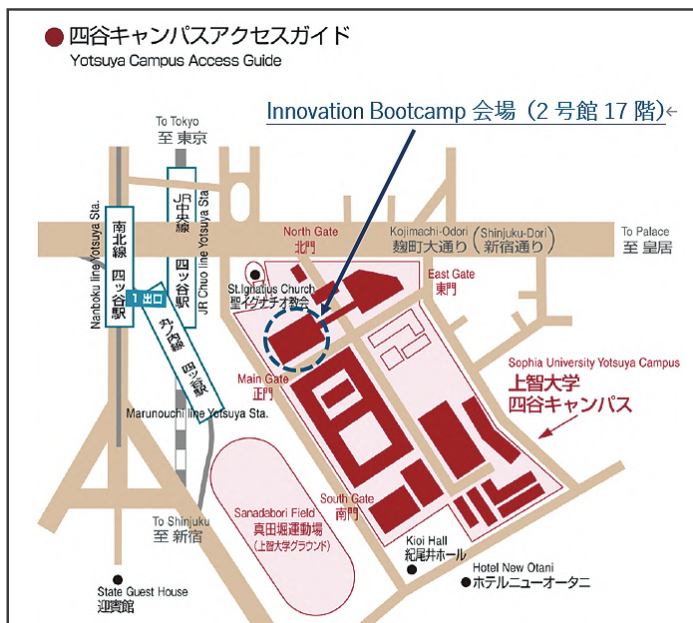 四谷キャンパスアクセスガイド
Yotsuya Campus Access Guide
Innovation Bootcamp 会場（2 号館 17 階）←
To Tokyo
至 東京
Nanboku line Yotsuya Sta.
南北線 四ッ谷駅
JR中央線 四ッ谷駅
JR Chuo line Yotsuya Sta.
1 出口
丸ノ内線 四ッ谷駅
Marunouchi line Yotsuya Sta.
North Gate
北門
Kojimachi-Odori (Shinjuku-Dori)
麹町大通り（新宿通り）
To Palace
至 皇居
St.Ignatius Church
聖イグナチオ教会
East Gate
東門
Main Gate
正門
Sophia University Yotsuya Campus
上智大学
四谷キャンパス
South Gate
南門
Sanadabori Field
真田堀運動場
(上智大学グラウンド)
To Shinjuku
至 新宿
Kioi Hall
紀尾井ホール
Hotel New Otani
ホテルニューオータニ
State Guest House
迎賓館